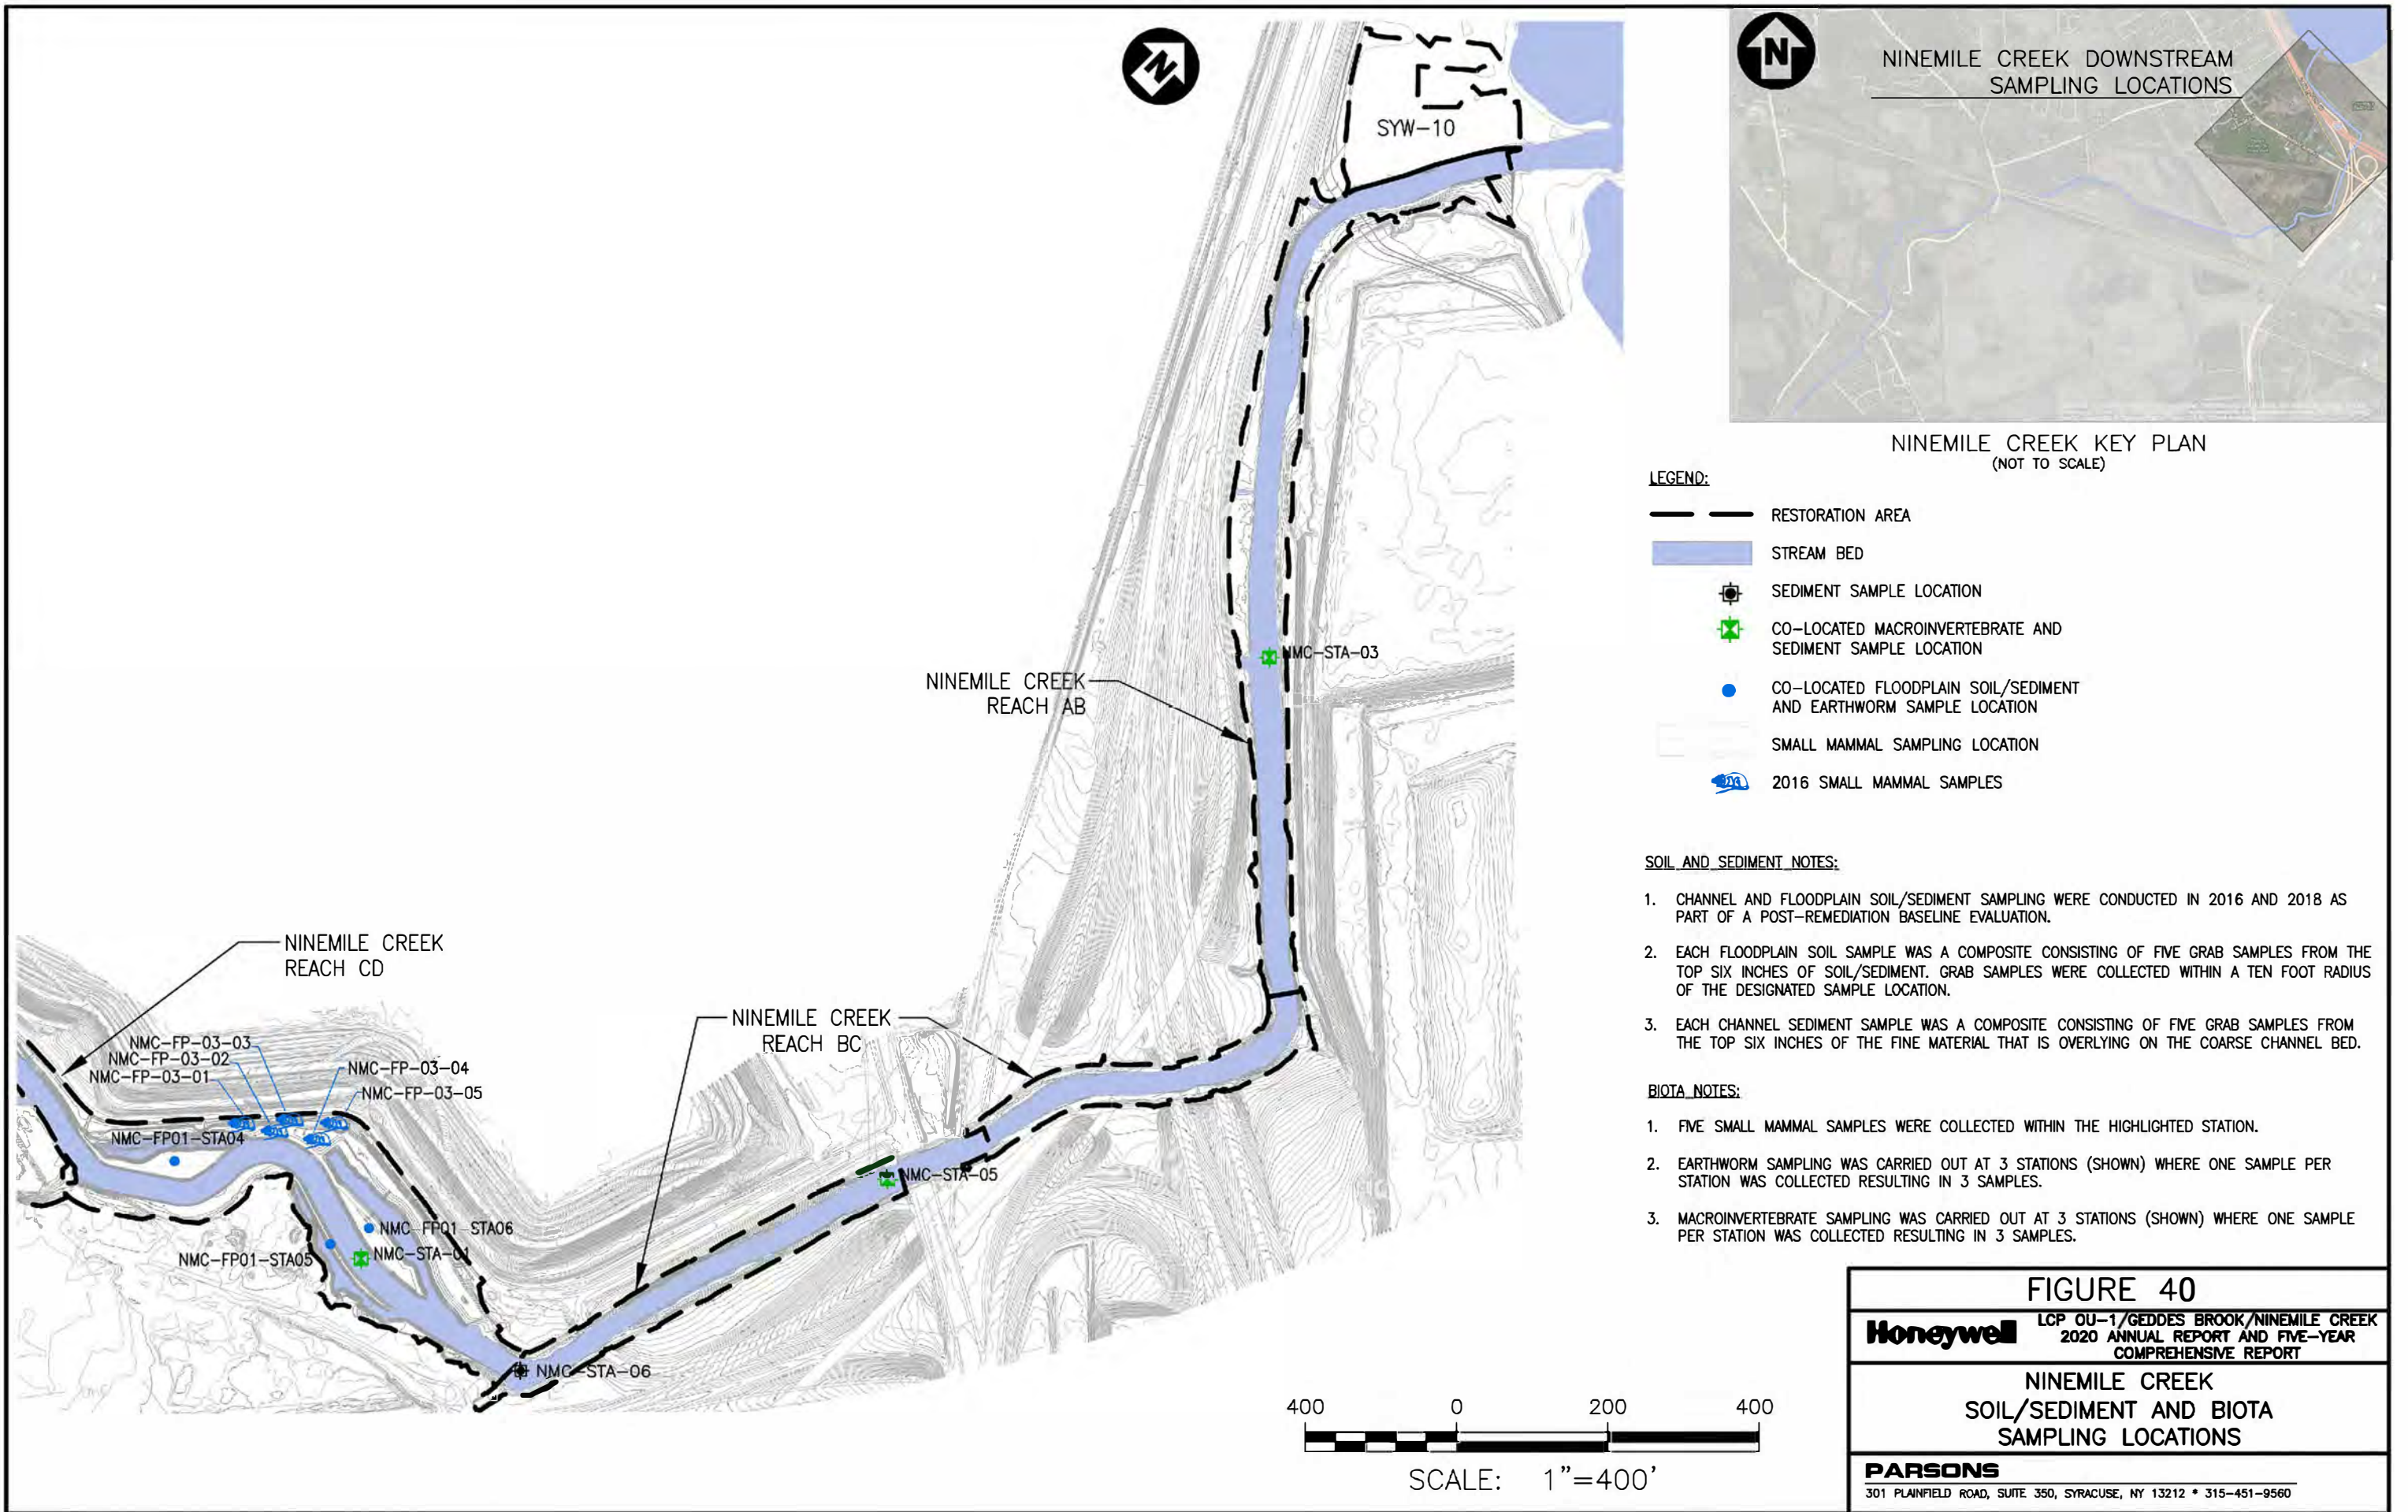 N
SYW-10
NMC-STA-03
NINEMILE CREEK
REACH AB
NINEMILE CREEK
REACH CD
NMC-FP-03-03
NMC-FP-03-02
NMC-FP-03-01
NMC-FP-03-04
NMC-FP-03-05
NMC-FP01-STA04
NINEMILE CREEK
REACH BC
NMC-STA-05
NMC-FP01-STA06
NMC-STA-01
NMC-FP01-STA05
NMC-STA-06
N
NINEMILE CREEK DOWNSTREAM
SAMPLING LOCATIONS
NINEMILE CREEK KEY PLAN
(NOT TO SCALE)
LEGEND:
RESTORATION AREA
STREAM BED
SEDIMENT SAMPLE LOCATION
CO-LOCATED MACROINVERTEBRATE AND
SEDIMENT SAMPLE LOCATION
CO-LOCATED FLOODPLAIN SOIL/SEDIMENT
AND EARTHWORM SAMPLE LOCATION
SMALL MAMMAL SAMPLING LOCATION
2016 SMALL MAMMAL SAMPLES
SOIL AND SEDIMENT NOTES:
1. CHANNEL AND FLOODPLAIN SOIL/SEDIMENT SAMPLING WERE CONDUCTED IN 2016 AND 2018 AS
PART OF A POST-REMEDIATION BASELINE EVALUATION.
2. EACH FLOODPLAIN SOIL SAMPLE WAS A COMPOSITE CONSISTING OF FIVE GRAB SAMPLES FROM THE
TOP SIX INCHES OF SOIL/SEDIMENT. GRAB SAMPLES WERE COLLECTED WITHIN A TEN FOOT RADIUS
OF THE DESIGNATED SAMPLE LOCATION.
3. EACH CHANNEL SEDIMENT SAMPLE WAS A COMPOSITE CONSISTING OF FIVE GRAB SAMPLES FROM
THE TOP SIX INCHES OF THE FINE MATERIAL THAT IS OVERLYING ON THE COARSE CHANNEL BED.
BIOTA NOTES:
1. FIVE SMALL MAMMAL SAMPLES WERE COLLECTED WITHIN THE HIGHLIGHTED STATION.
2. EARTHWORM SAMPLING WAS CARRIED OUT AT 3 STATIONS (SHOWN) WHERE ONE SAMPLE PER
STATION WAS COLLECTED RESULTING IN 3 SAMPLES.
3. MACROINVERTEBRATE SAMPLING WAS CARRIED OUT AT 3 STATIONS (SHOWN) WHERE ONE SAMPLE
PER STATION WAS COLLECTED RESULTING IN 3 SAMPLES.
400 0 200 400
SCALE: 1"=400'
FIGURE 40
Honeywell
LCP OU-1/GEDDES BROOK/NINEMILE CREEK
2020 ANNUAL REPORT AND FIVE-YEAR
COMPREHENSIVE REPORT
NINEMILE CREEK
SOIL/SEDIMENT AND BIOTA
SAMPLING LOCATIONS
PARSONS
301 PLAINFIELD ROAD, SUITE 350, SYRACUSE, NY 13212 * 315-451-9560